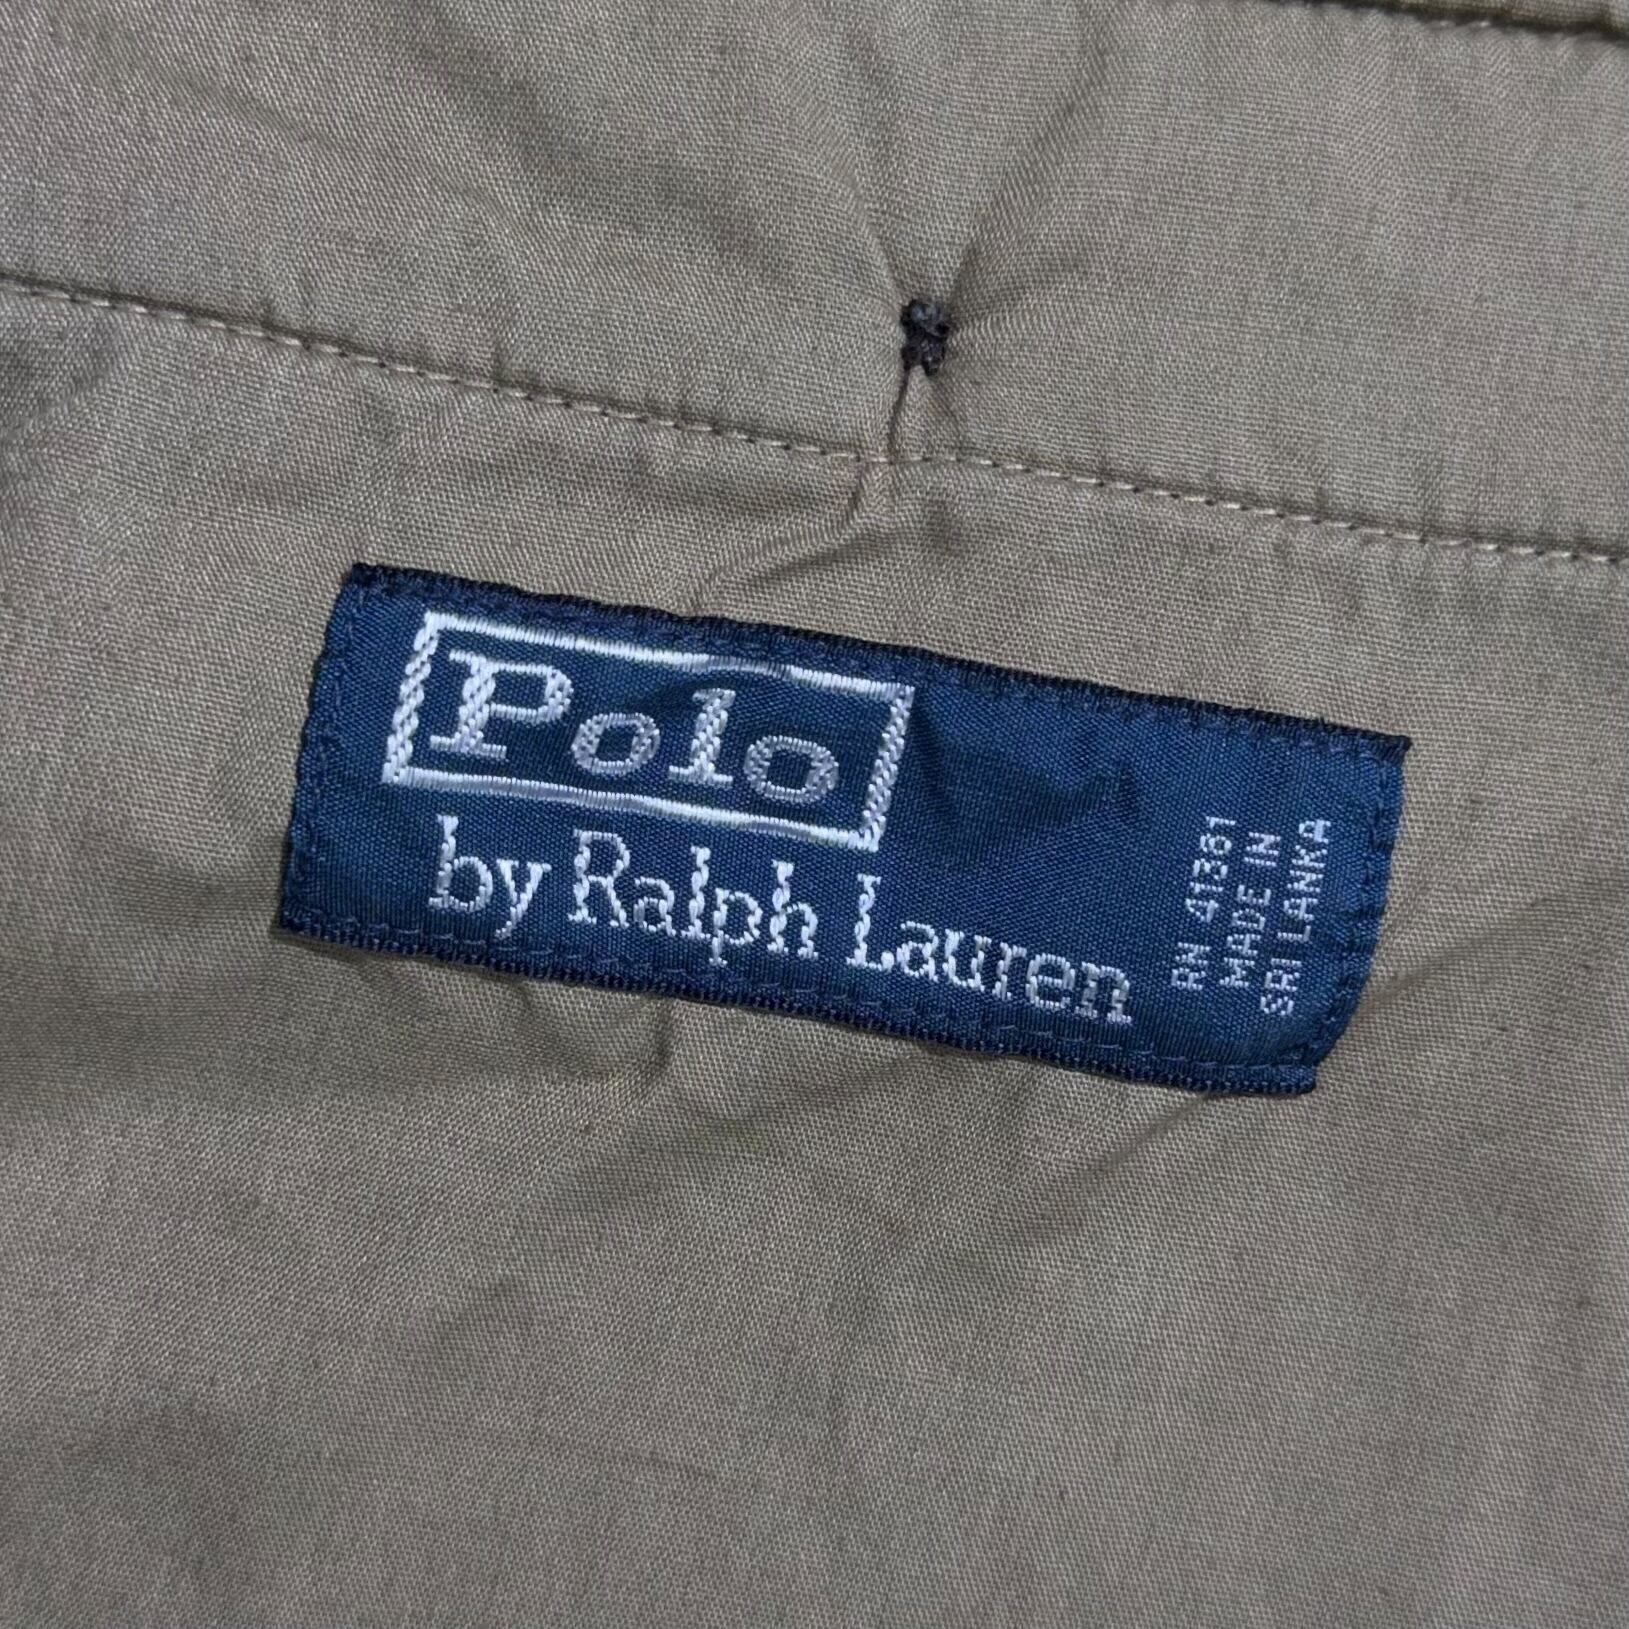 Polo
by Ralph Lauren
RN 41381
MADE IN
SRI LANKA